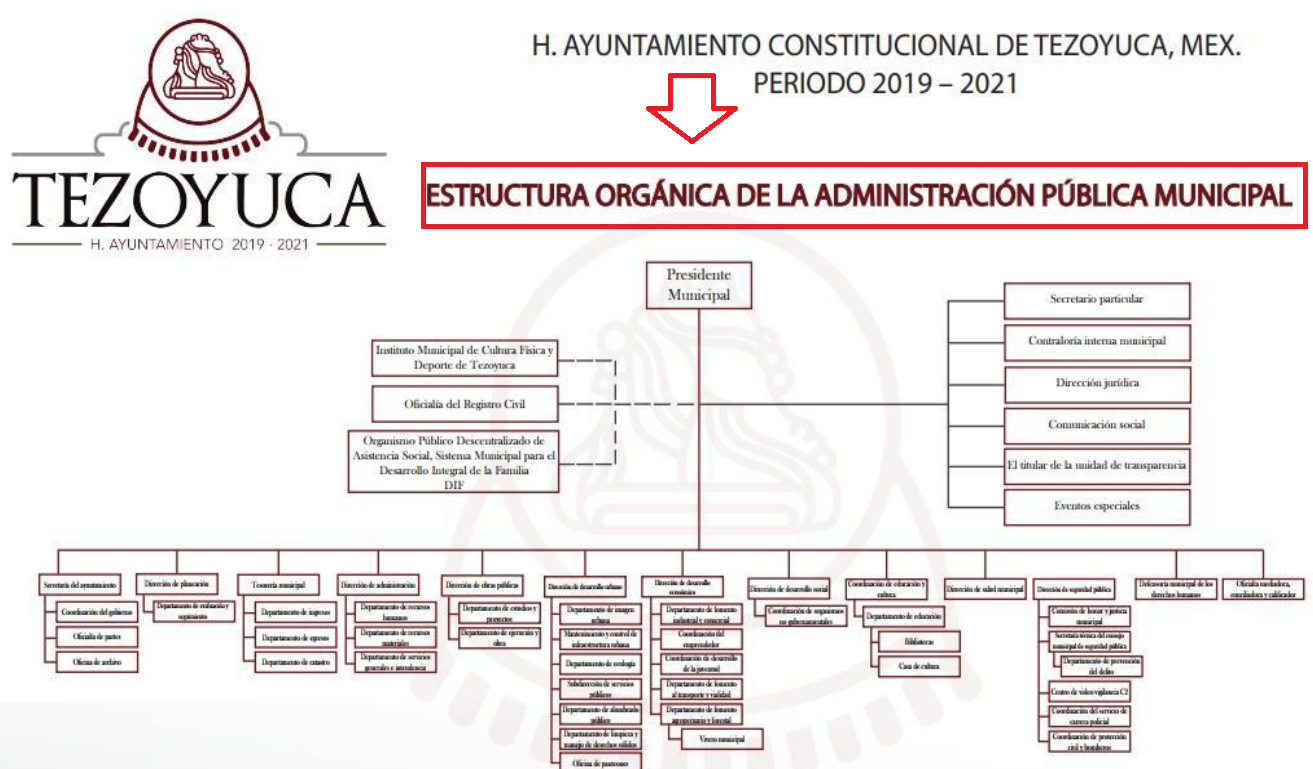 H. AYUNTAMIENTO CONSTITUCIONAL DE TEZOYUCA, MEX.
PERIODO 2019 – 2021
TEZOYUCA
H. AYUNTAMIENTO 2019 - 2021
ESTRUCTURA ORGÁNICA DE LA ADMINISTRACIÓN PÚBLICA MUNICIPAL
Presidente
Municipal
Instituto Municipal de Cultura Física y
Deporte de Tezoyuca
Oficialía del Registro Civil
Organismo Público Descentralizado de
Asistencia Social, Sistema Municipal para el
Desarrollo Integral de la Familia
DIF
Secretario particular
Contraloría interna municipal
Dirección jurídica
Comunicación social
El titular de la unidad de transparencia
Eventos especiales
Secretaría del ayuntamiento
Coordinación del gobierno
Oficialía de partes
Oficina de archivo
Dirección de planeación
Departamento de evaluación y
seguimiento
Tesorería municipal
Departamento de ingresos
Departamento de egresos
Departamento de catastro
Dirección de administración
Departamento de recursos
humanos
Departamento de recursos
materiales
Departamento de servicios
generales e intendencia
Dirección de obras públicas
Departamento de estudios y
proyectos
Departamento de ejecución y
obra
Dirección de desarrollo urbano
Departamento de imagen
urbana
Mantenimiento y control de
infraestructura urbana
Departamento de ecología
Subdirección de servicios
públicos
Departamento de alumbrado
público
Departamento de limpieza y
manejo de desechos sólidos
Oficina de panteones
Dirección de desarrollo
económico
Departamento de fomento
industrial y comercial
Coordinación del
emprendedor
Coordinación de desarrollo
de la juventud
Departamento de fomento
al transporte y vialidad
Departamento de fomento
agropecuario y forestal
Vivero municipal
Dirección de desarrollo social
Coordinación de organismos
no gubernamentales
Coordinación de educación y
cultura
Departamento de educación
Bibliotecas
Casa de cultura
Dirección de salud municipal
Dirección de seguridad pública
Comisión de honor y justicia
municipal
Secretaría técnica del consejo
municipal de seguridad pública
Departamento de prevención
del delito
Centro de video vigilancia C2
Coordinación del servicio de
carrera policial
Coordinación de protección
civil y bomberos
Defensoría municipal de los
derechos humanos
Oficialía mediadora,
conciliadora y calificador